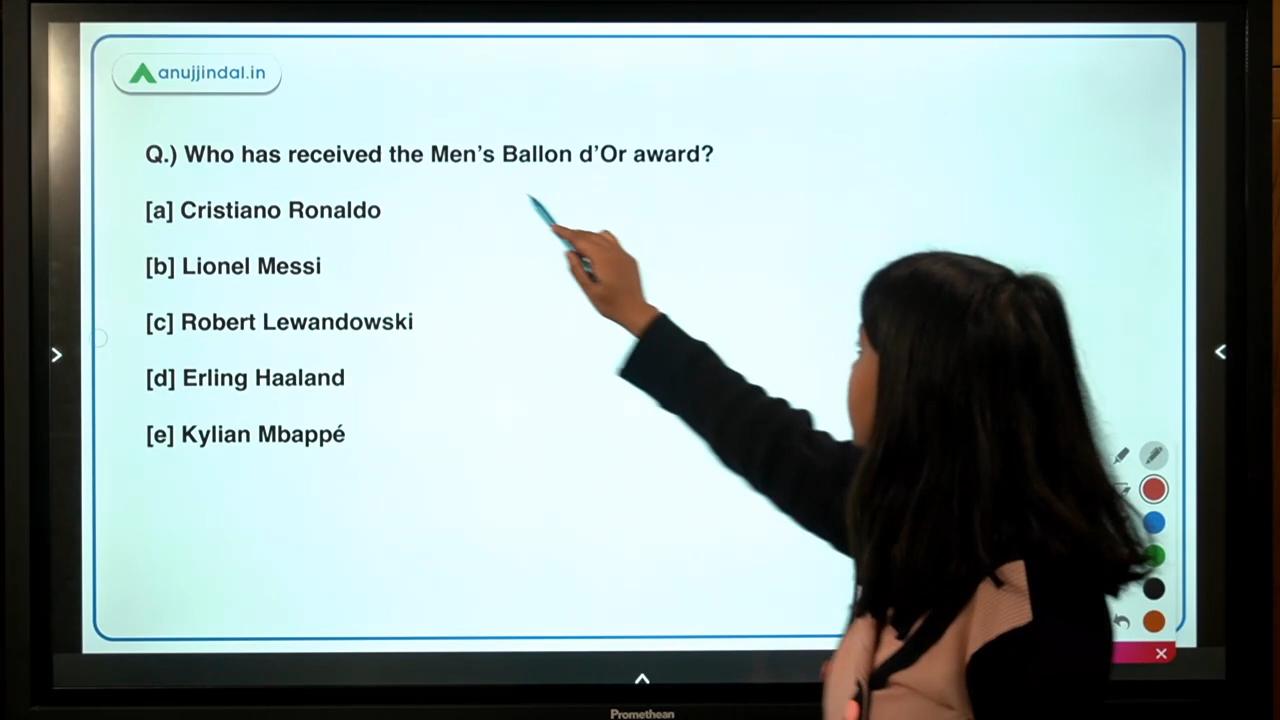 anujjindal.in
Q.) Who has received the Men’s Ballon d’Or award?
[a] Cristiano Ronaldo
[b] Lionel Messi
[c] Robert Lewandowski
[d] Erling Haaland
[e] Kylian Mbappé
Promethean